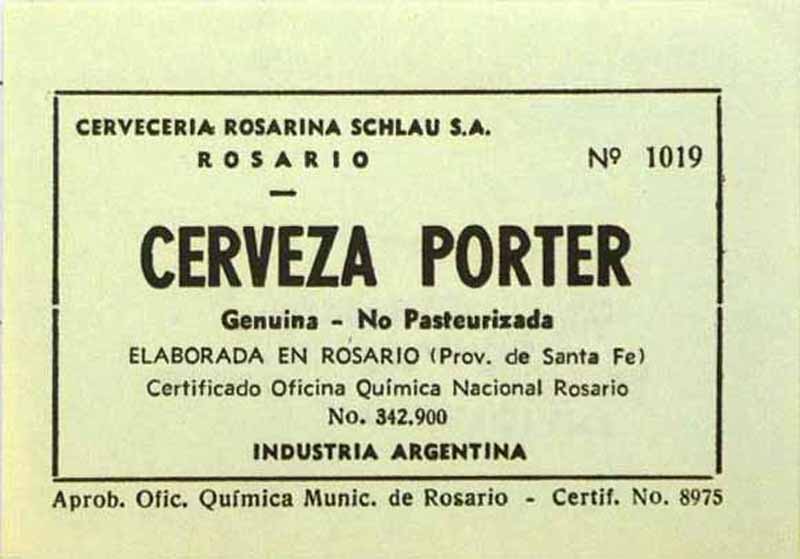 CERVECERIA ROSARINA SCHLAU S.A.
ROSARIO
Nº 1019
CERVEZA PORTER
Genuina - No Pasteurizada
ELABORADA EN ROSARIO (Prov. de Santa Fe)
Certificado Oficina Química Nacional Rosario
No. 342.900
INDUSTRIA ARGENTINA
Aprob. Ofic. Química Munic. de Rosario - Certif. No. 8975